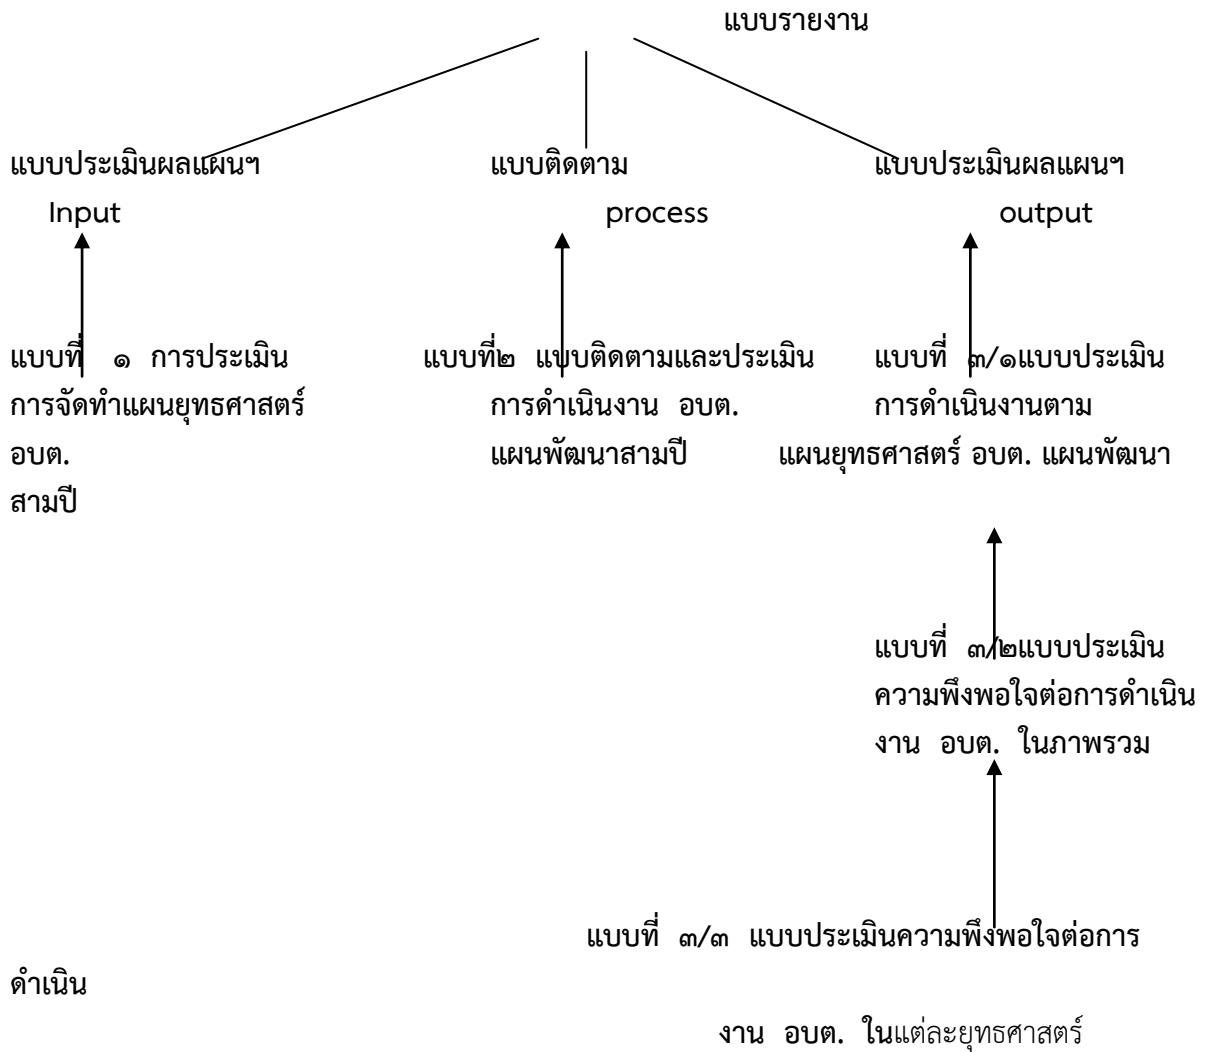 แบบรายงาน
แบบประเมินผลแผนฯ แบบติดตาม แบบประเมินผลแผนฯ
Input process output
แบบที่ ๑ การประเมิน แบบที่๒ แบบติดตามและประเมิน แบบที่ ๓/๑แบบประเมิน
การจัดทำแผนยุทธศาสตร์ การดำเนินงาน อบต. การดำเนินงานตาม
อบต. แผนพัฒนาสามปี แผนยุทธศาสตร์ อบต. แผนพัฒนา
สามปี
แบบที่ ๓/๒แบบประเมิน
ความพึงพอใจต่อการดำเนิน
งาน อบต. ในภาพรวม
แบบที่ ๓/๓ แบบประเมินความพึงพอใจต่อการ
ดำเนิน
งาน อบต. ในแต่ละยุทธศาสตร์